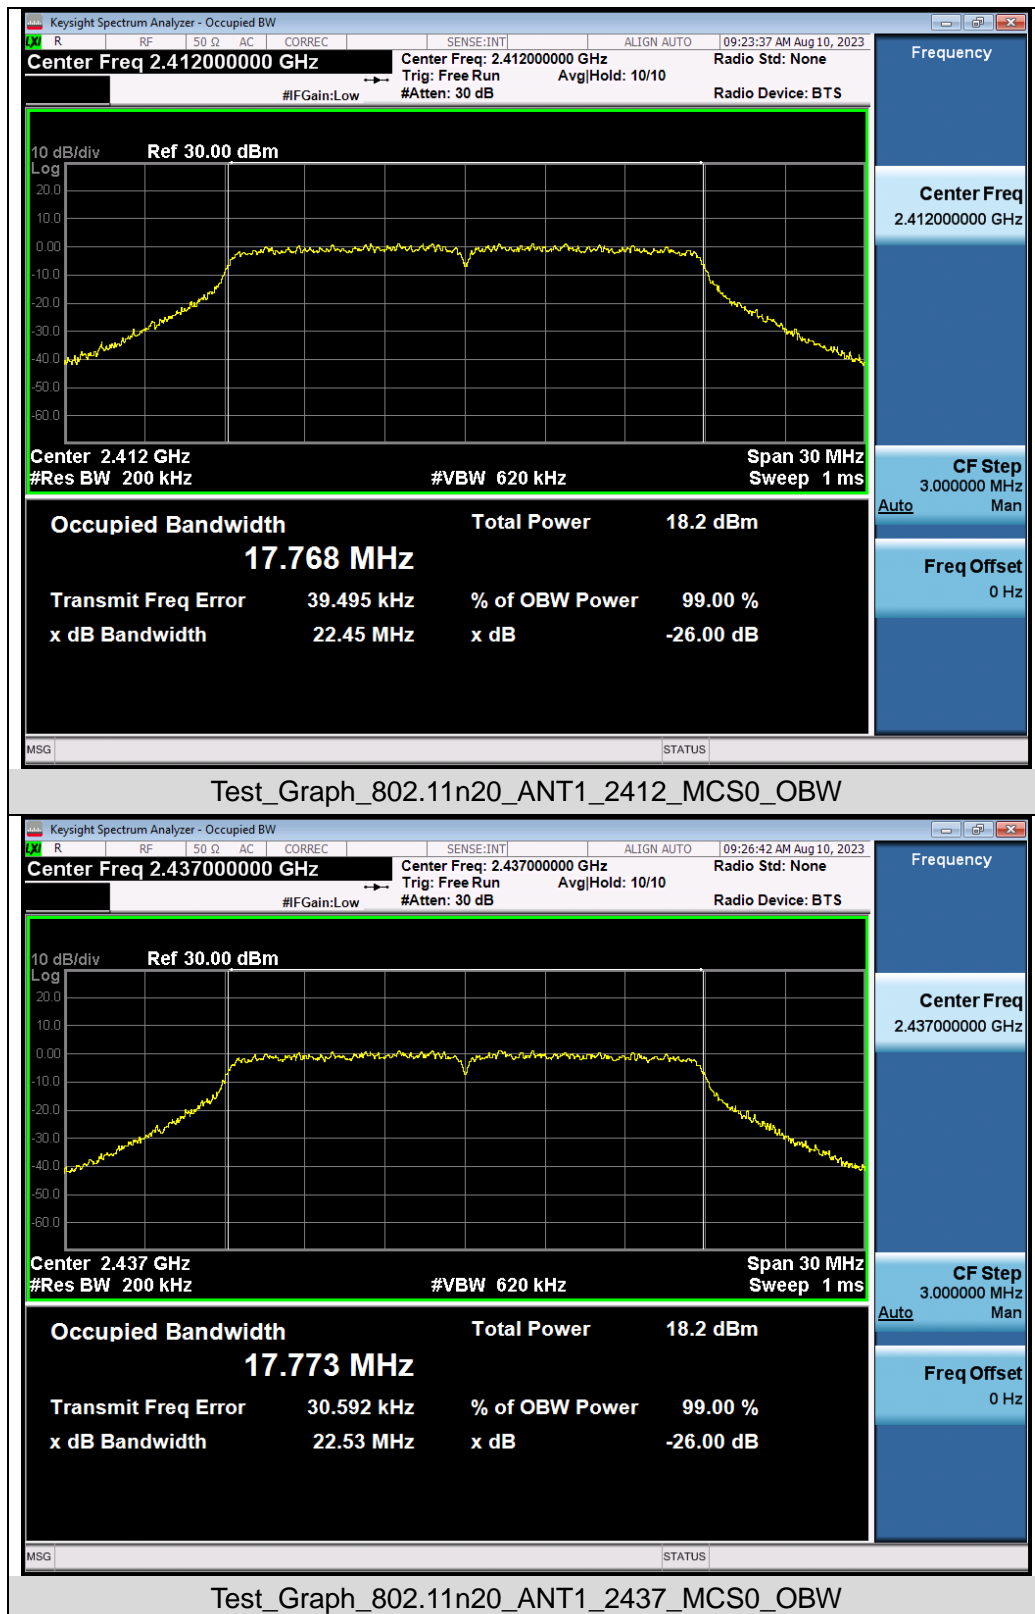 Keysight Spectrum Analyzer - Occupied BW
LXI R RF 50 Ω AC CORREC SENSE:INT ALIGN AUTO 09:23:37 AM Aug 10, 2023
Center Freq 2.412000000 GHz
Center Freq: 2.412000000 GHz
Radio Std: None
Trig: Free Run Avg|Hold: 10/10
#IFGain:Low
#Atten: 30 dB
Radio Device: BTS
Frequency
10 dB/div Ref 30.00 dBm
Log
20.0
10.0
0.00
-10.0
-20.0
-30.0
-40.0
-50.0
-60.0
Center Freq
2.412000000 GHz
Center 2.412 GHz Span 30 MHz
#Res BW 200 kHz #VBW 620 kHz Sweep 1 ms
CF Step
3.000000 MHz
Auto Man
Freq Offset
0 Hz
Occupied Bandwidth Total Power 18.2 dBm
17.768 MHz
Transmit Freq Error 39.495 kHz % of OBW Power 99.00 %
x dB Bandwidth 22.45 MHz x dB -26.00 dB
MSG STATUS
Test_Graph_802.11n20_ANT1_2412_MCS0_OBW
Keysight Spectrum Analyzer - Occupied BW
LXI R RF 50 Ω AC CORREC SENSE:INT ALIGN AUTO 09:26:42 AM Aug 10, 2023
Center Freq 2.437000000 GHz
Center Freq: 2.437000000 GHz
Radio Std: None
Trig: Free Run Avg|Hold: 10/10
#IFGain:Low
#Atten: 30 dB
Radio Device: BTS
Frequency
10 dB/div Ref 30.00 dBm
Log
20.0
10.0
0.00
-10.0
-20.0
-30.0
-40.0
-50.0
-60.0
Center Freq
2.437000000 GHz
Center 2.437 GHz Span 30 MHz
#Res BW 200 kHz #VBW 620 kHz Sweep 1 ms
CF Step
3.000000 MHz
Auto Man
Freq Offset
0 Hz
Occupied Bandwidth Total Power 18.2 dBm
17.773 MHz
Transmit Freq Error 30.592 kHz % of OBW Power 99.00 %
x dB Bandwidth 22.53 MHz x dB -26.00 dB
MSG STATUS
Test_Graph_802.11n20_ANT1_2437_MCS0_OBW